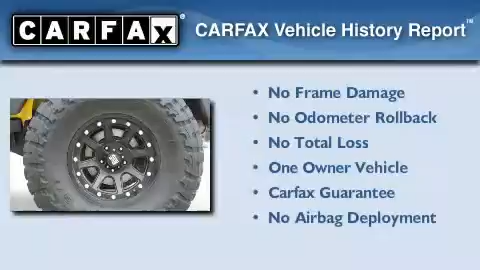 CARFAX CARFAX Vehicle History Report™
• No Frame Damage
• No Odometer Rollback
• No Total Loss
• One Owner Vehicle
• Carfax Guarantee
• No Airbag Deployment